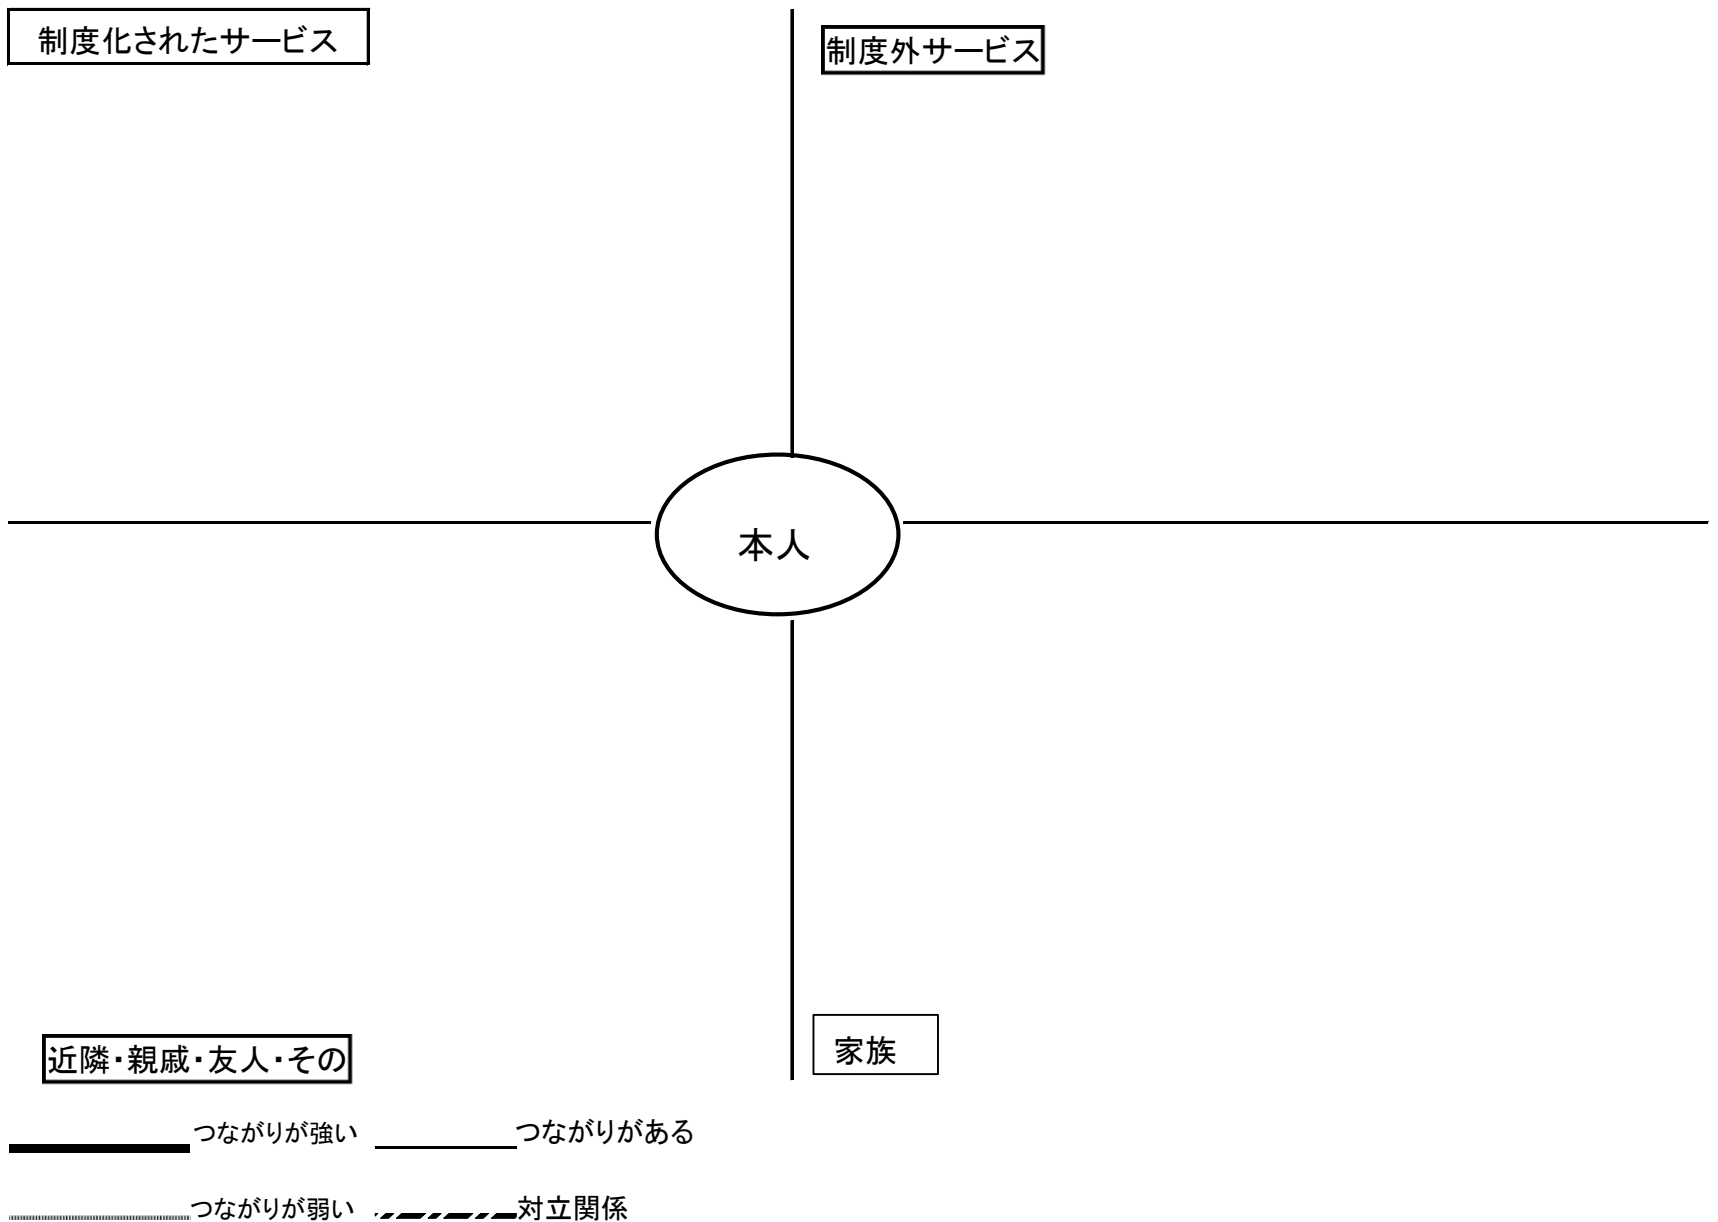 制度化されたサービス
制度外サービス
本人
近隣・親戚・友人・その
家族
つながりが強い
つながりがある
つながりが弱い
対立関係